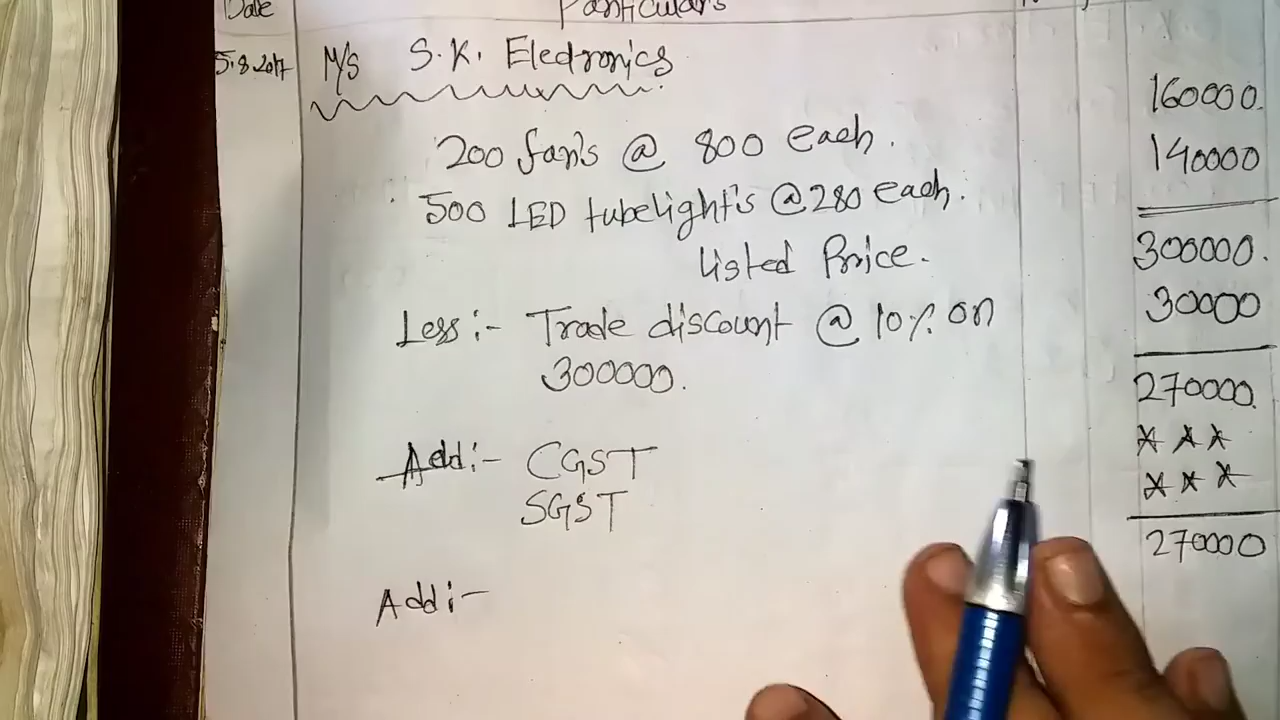 Date Particulars
5.8.2017 M/s S.K. Electronics
160000.
200 fan's @ 800 each.
140000
500 LED tubelight's @280 each.
Listed Price. 300000.
Less:- Trade discount @ 10% on 30000
300000. 270000.
Add:- CGST ***
SGST ***
270000
Add:-